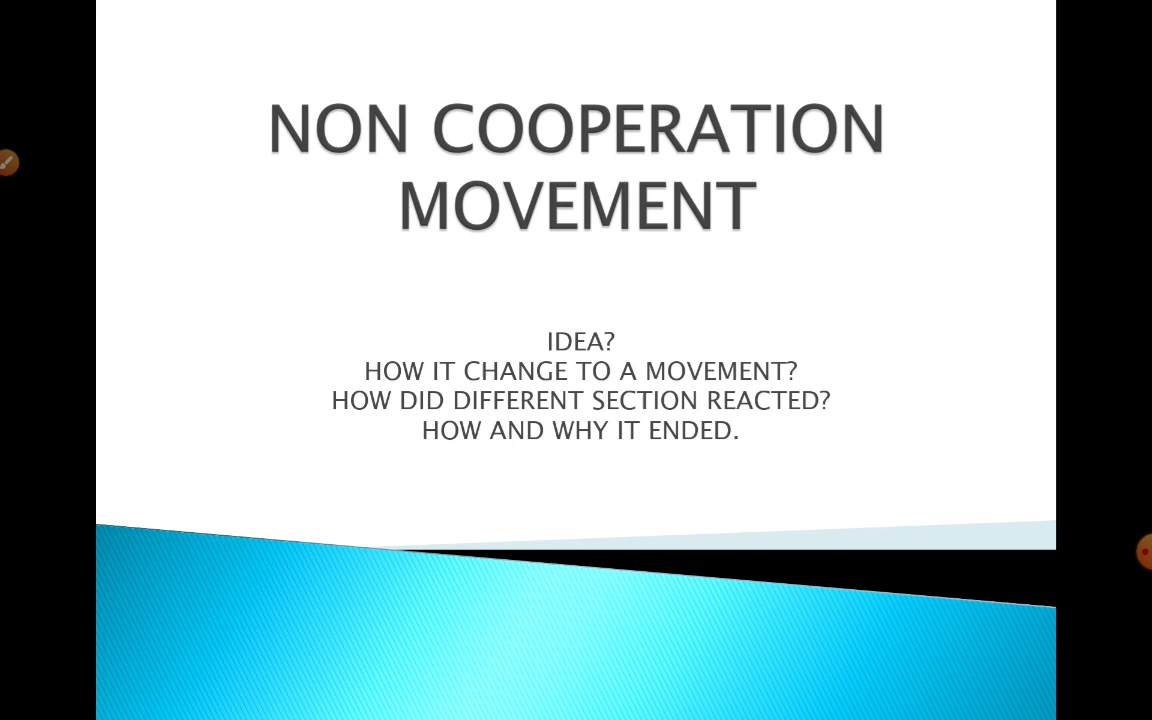 NON COOPERATION
MOVEMENT
IDEA?
HOW IT CHANGE TO A MOVEMENT?
HOW DID DIFFERENT SECTION REACTED?
HOW AND WHY IT ENDED.